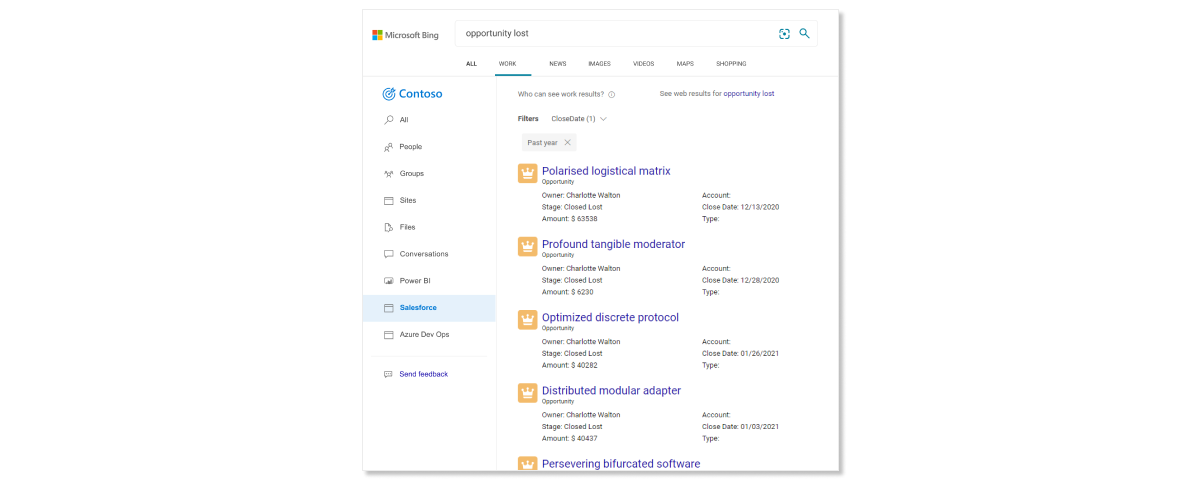 Microsoft Bing
opportunity lost
ALL WORK NEWS IMAGES VIDEOS MAPS SHOPPING
Contoso
All
People
Groups
Sites
Files
Conversations
Power BI
Salesforce
Azure Dev Ops
Send feedback
Who can see work results? See web results for opportunity lost
Filters CloseDate (1)
Past year
Polarised logistical matrix
Opportunity
Owner: Charlotte Walton Account:
Stage: Closed Lost Close Date: 12/13/2020
Amount: $ 63538 Type:
Profound tangible moderator
Opportunity
Owner: Charlotte Walton Account:
Stage: Closed Lost Close Date: 12/28/2020
Amount: $ 6230 Type:
Optimized discrete protocol
Opportunity
Owner: Charlotte Walton Account:
Stage: Closed Lost Close Date: 01/26/2021
Amount: $ 40282 Type:
Distributed modular adapter
Opportunity
Owner: Charlotte Walton Account:
Stage: Closed Lost Close Date: 01/03/2021
Amount: $ 40437 Type:
Persevering bifurcated software